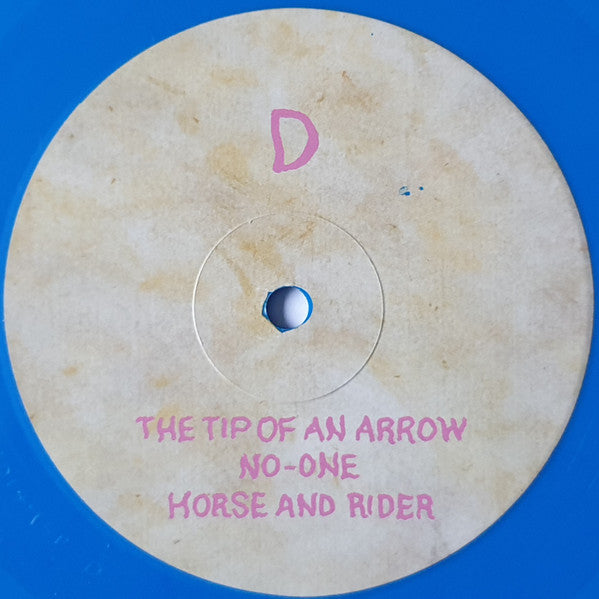 D
THE TIP OF AN ARROW
NO-ONE
HORSE AND RIDER